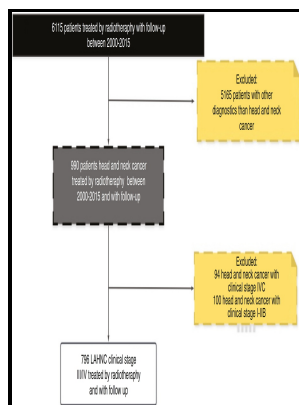 6115 patients treated by radiotheraphy with follow-up
between 2000-2015
Excluded:
5165 patients with other
diagnostics than head and neck
cancer
990 patients head and neck cancer
treated by radiotheraphy between
2000-2015 and with follow-up
Excluded:
94 head and neck cancer with
clinical stage IVC
100 head and neck cancer with
clinical stage I-IIB
796 LAHNC clinical stage
III/IV treated by radiotheraphy
and with follow up